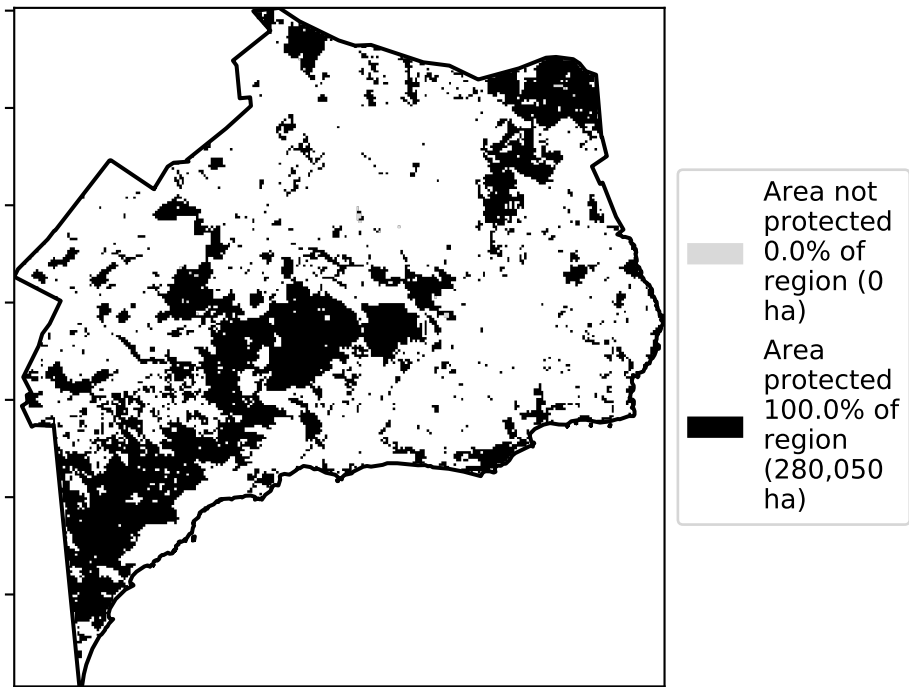 Area not
protected
0.0% of
region (0
ha)
Area
protected
100.0% of
region
(280,050
ha)